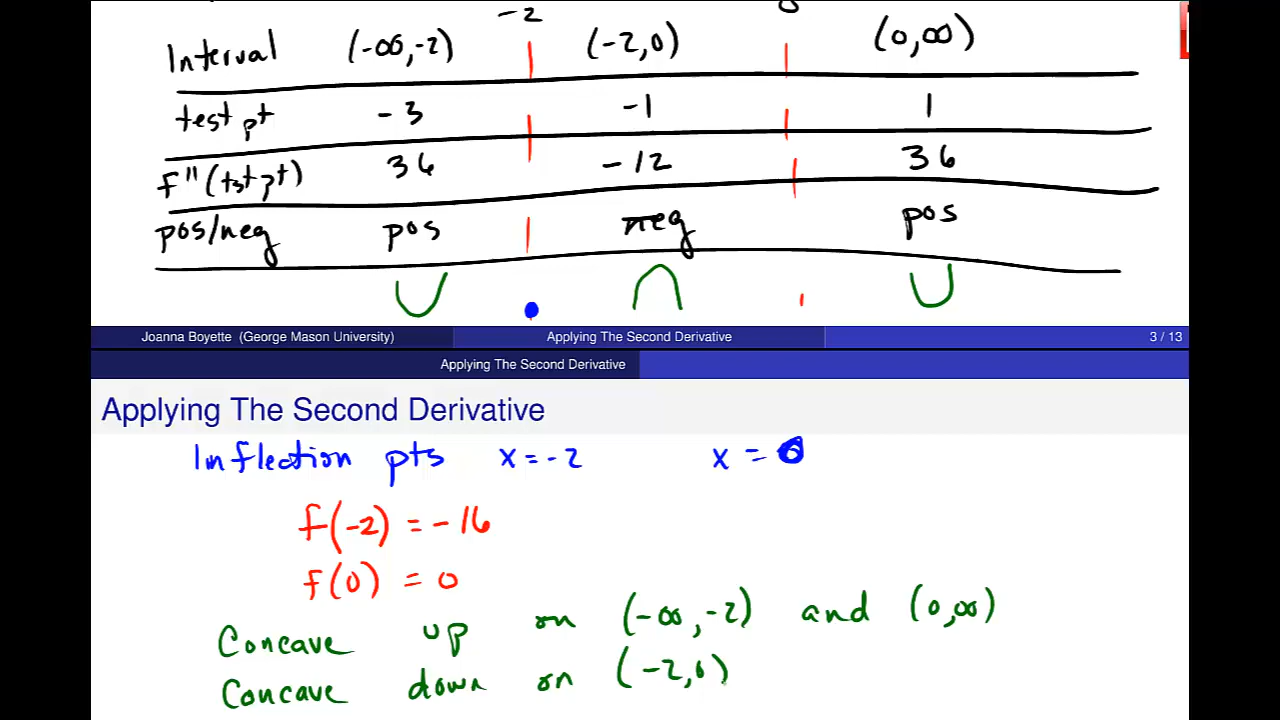 -2
Interval (-∞,-2) (-2,0) (0,∞)
test pt -3 -1 1
f"(tst pt) 36 -12 36
pos/neg pos neg pos
Joanna Boyette (George Mason University) Applying The Second Derivative 3 / 13
Applying The Second Derivative
Applying The Second Derivative
Inflection pts x=-2 x=0
f(-2) = -16
f(0) = 0
Concave up on (-∞,-2) and (0,∞)
Concave down on (-2,0)